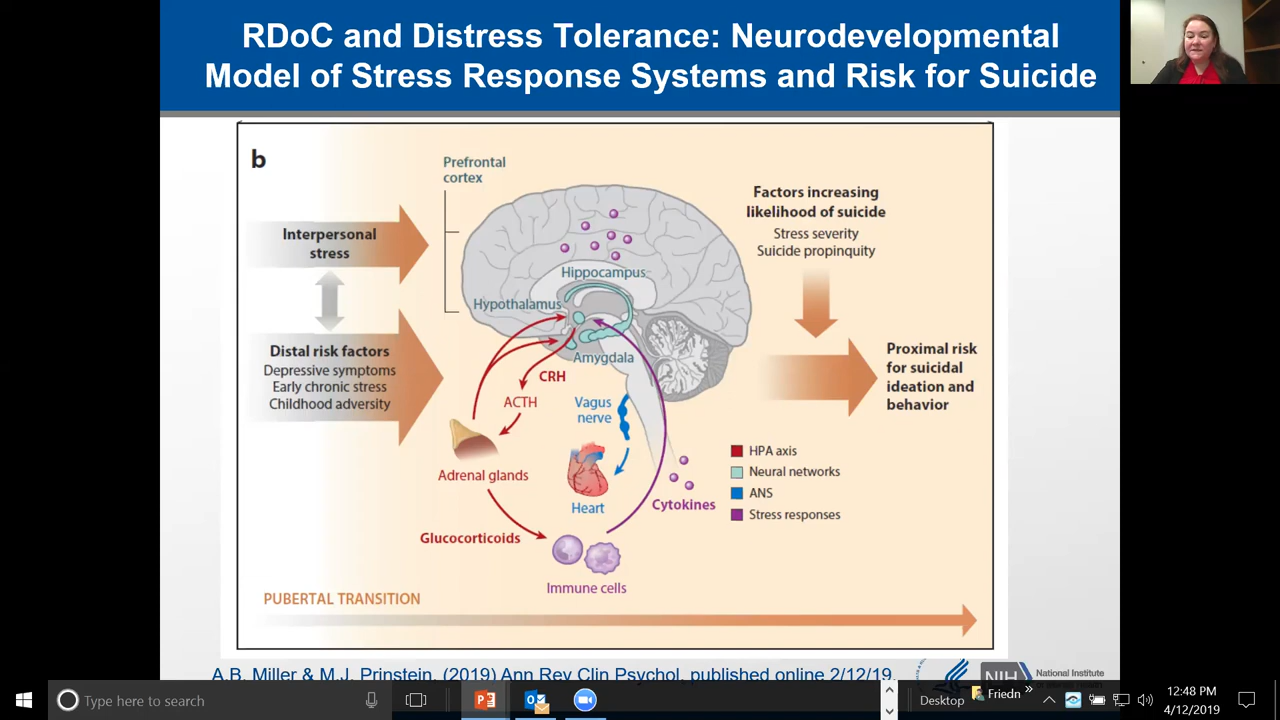 RDoC and Distress Tolerance: Neurodevelopmental
Model of Stress Response Systems and Risk for Suicide
b
Prefrontal
cortex
Interpersonal
stress
Distal risk factors
Depressive symptoms
Early chronic stress
Childhood adversity
Hippocampus
Hypothalamus
Amygdala
CRH
ACTH
Vagus
nerve
Adrenal glands
Heart
Cytokines
Glucocorticoids
Immune cells
Factors increasing
likelihood of suicide
Stress severity
Suicide propinquity
Proximal risk
for suicidal
ideation and
behavior
HPA axis
Neural networks
ANS
Stress responses
PUBERTAL TRANSITION
A.B. Miller & M.J. Prinstein. (2019) Ann Rev Clin Psychol, published online 2/12/19.
NIH
National Institute
Type here to search
Desktop
Friedn
12:48 PM
4/12/2019